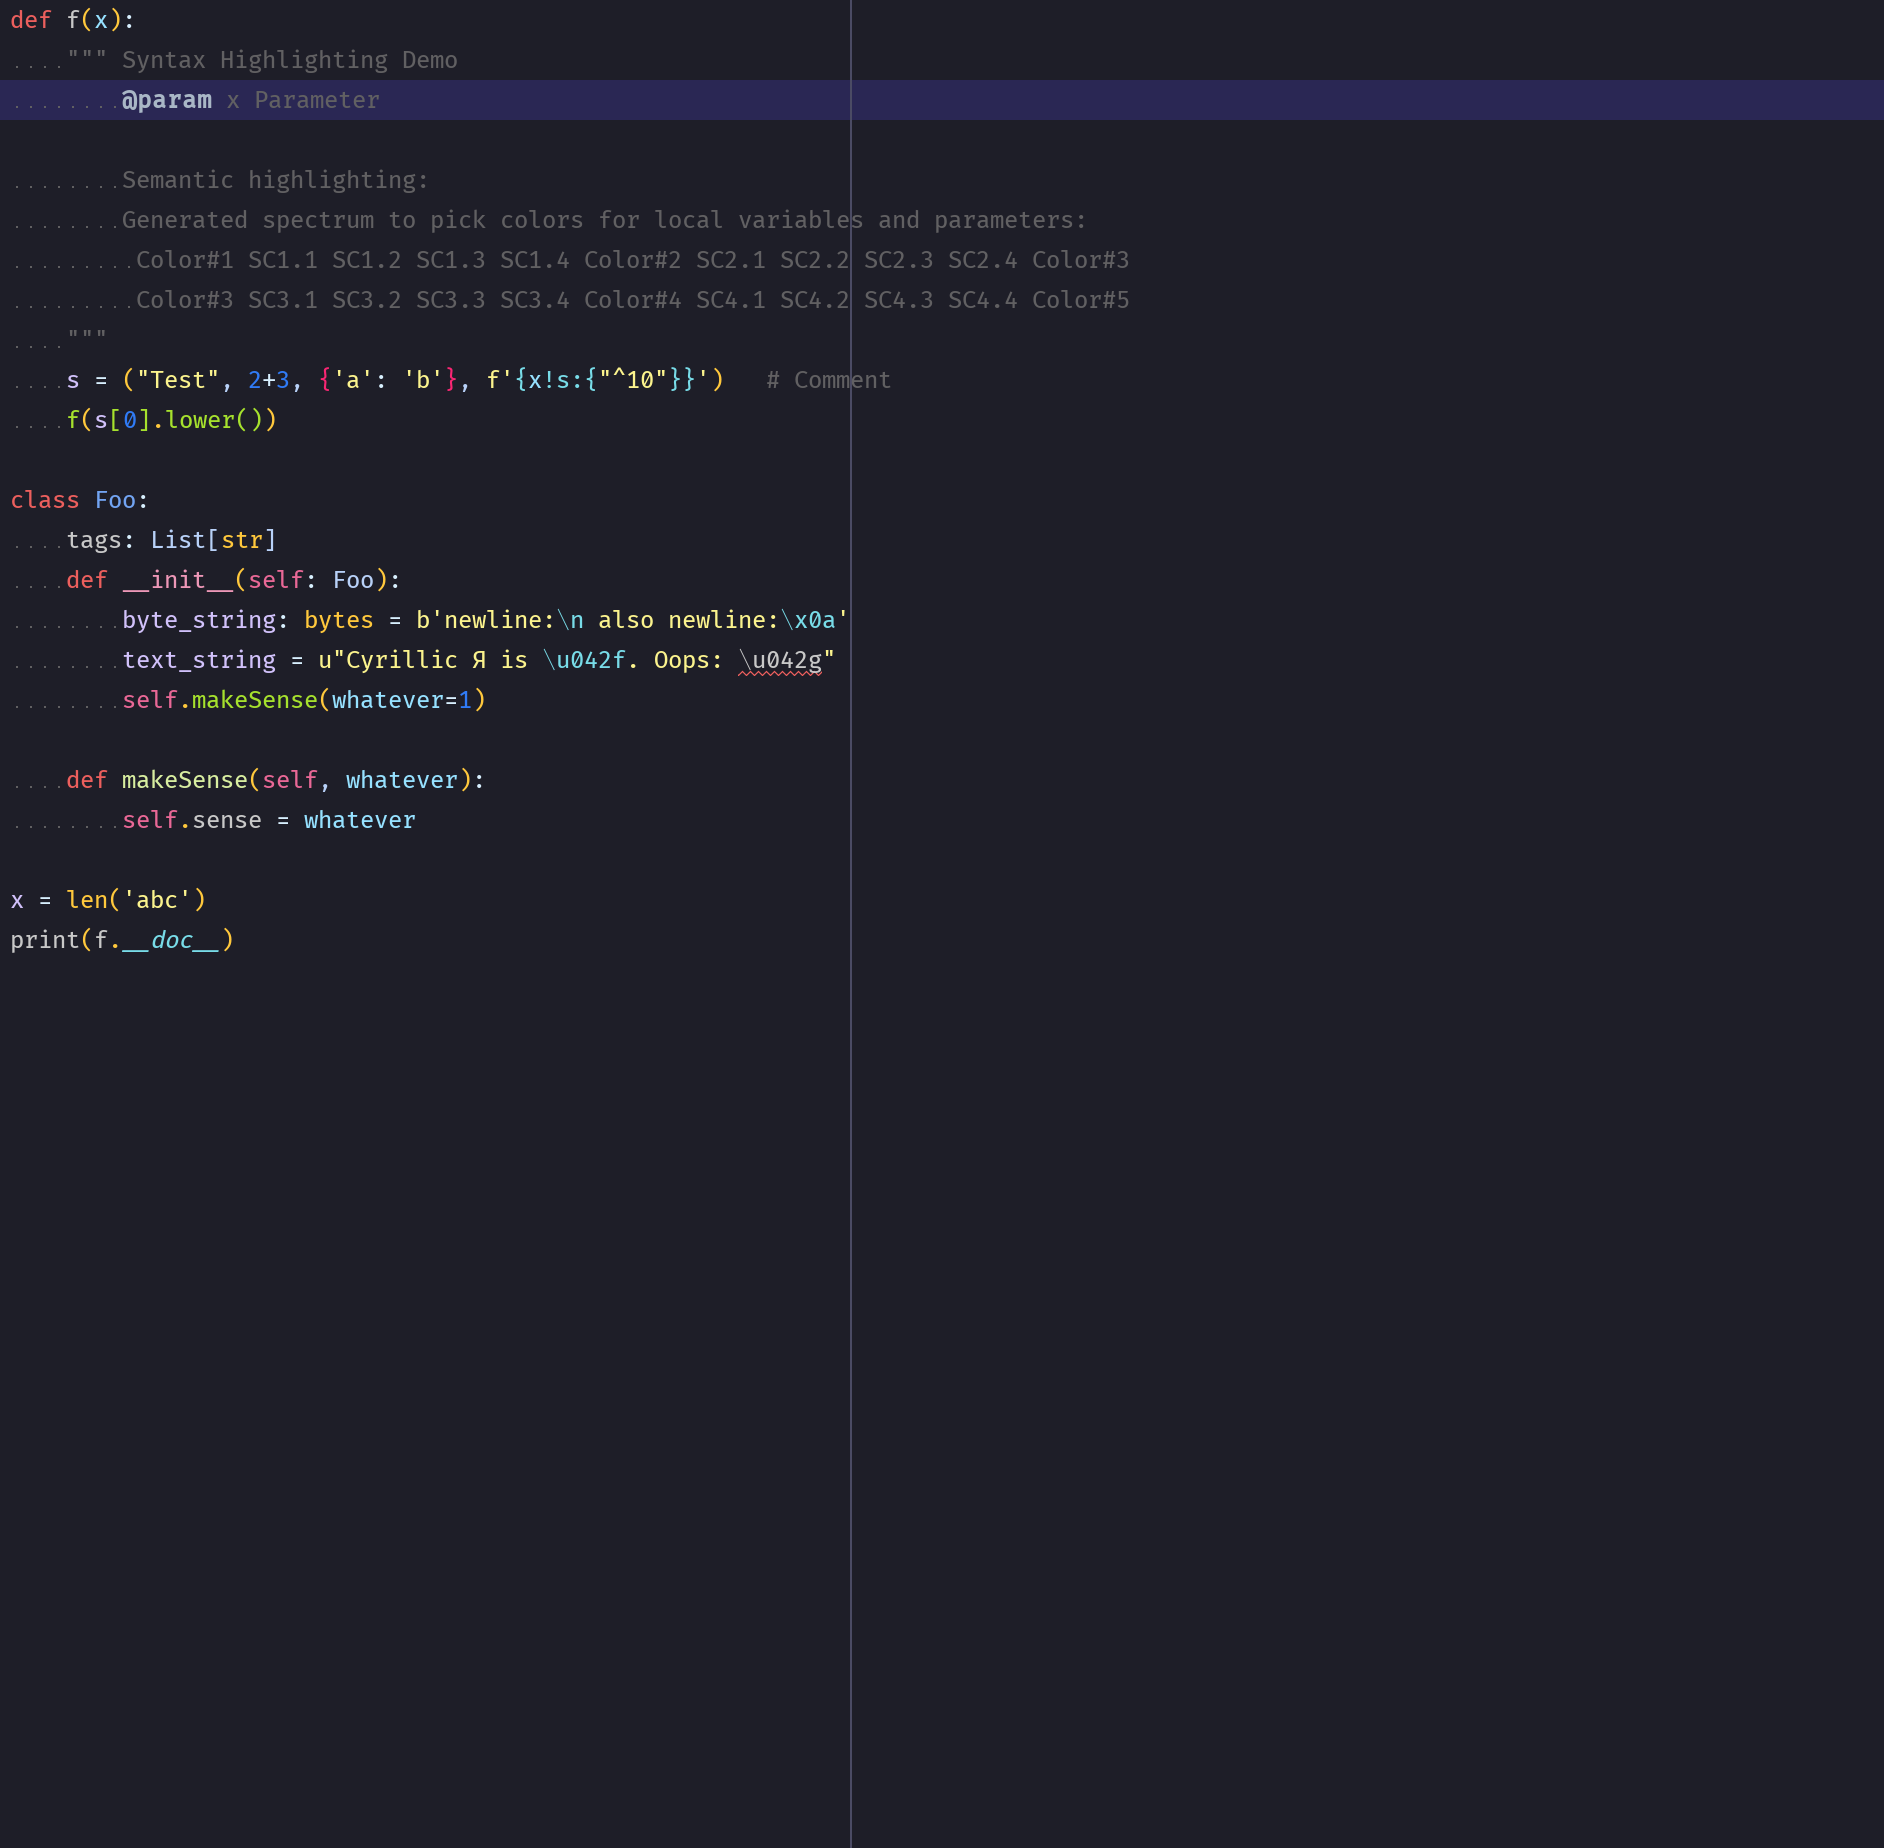 def f(x):
    """ Syntax Highlighting Demo
        @param x Parameter

        Semantic highlighting:
        Generated spectrum to pick colors for local variables and parameters:
         Color#1 SC1.1 SC1.2 SC1.3 SC1.4 Color#2 SC2.1 SC2.2 SC2.3 SC2.4 Color#3
         Color#3 SC3.1 SC3.2 SC3.3 SC3.4 Color#4 SC4.1 SC4.2 SC4.3 SC4.4 Color#5
    """
    s = ("Test", 2+3, {'a': 'b'}, f'{x!s:{"^10"}}')   # Comment
    f(s[0].lower())

class Foo:
    tags: List[str]
    def __init__(self: Foo):
        byte_string: bytes = b'newline:\n also newline:\x0a'
        text_string = u"Cyrillic Я is \u042f. Oops: \u042g"
        self.makeSense(whatever=1)

    def makeSense(self, whatever):
        self.sense = whatever

x = len('abc')
print(f.__doc__)